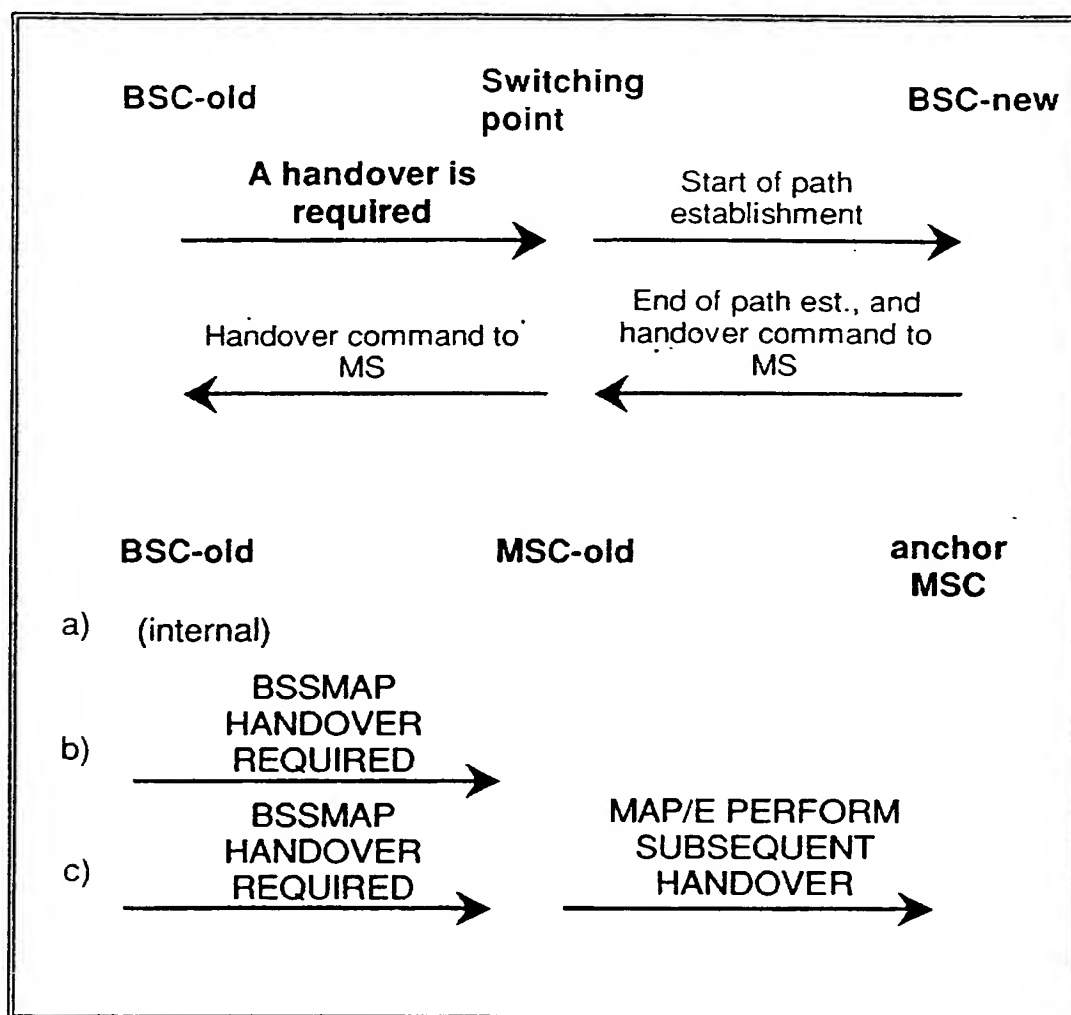 BSC-old
Switching
point
BSC-new
A handover is
required
Start of path
establishment
Handover command to
MS
End of path est., and
handover command to
MS
BSC-old
MSC-old
anchor
MSC
a) (internal)
b)
BSSMAP
HANDOVER
REQUIRED
c)
BSSMAP
HANDOVER
REQUIRED
MAP/E PERFORM
SUBSEQUENT
HANDOVER